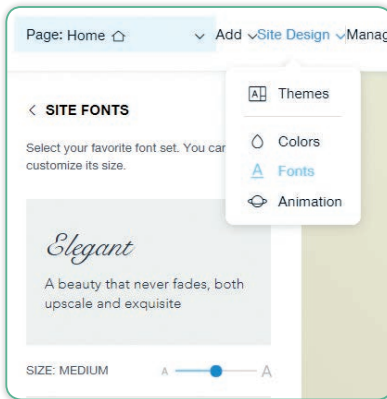 Page: Home Add Site Design Manag
Themes
Colors
Fonts
Animation
SITE FONTS
Select your favorite font set. You can
customize its size.
Elegant
A beauty that never fades, both
upscale and exquisite
SIZE: MEDIUM A A